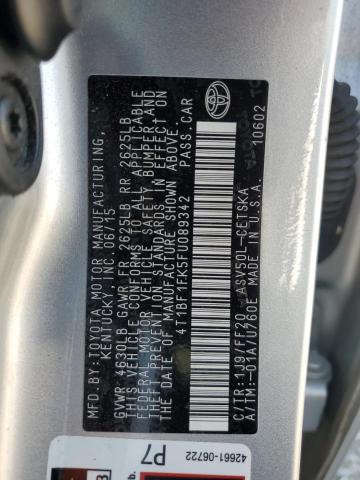 MFD. BY: TOYOTA MOTOR MANUFACTURING,
KENTUCKY, INC. 06/15
GVWR 4630LB GAWR FR 2625LB RR 2625LB
THIS VEHICLE CONFORMS TO ALL APPLICABLE
FEDERAL MOTOR VEHICLE SAFETY, BUMPER AND
THEFT PREVENTION STANDARDS IN EFFECT ON
THE DATE OF MANUFACTURE SHOWN ABOVE.
4T1BF1FK5FU089342 PASS.CAR
C/TR: 1J9/FF20 ASV50L-CETSKA
A/TM: -01A/U760E MADE IN U.S.A. 10602
42661-06722
P7